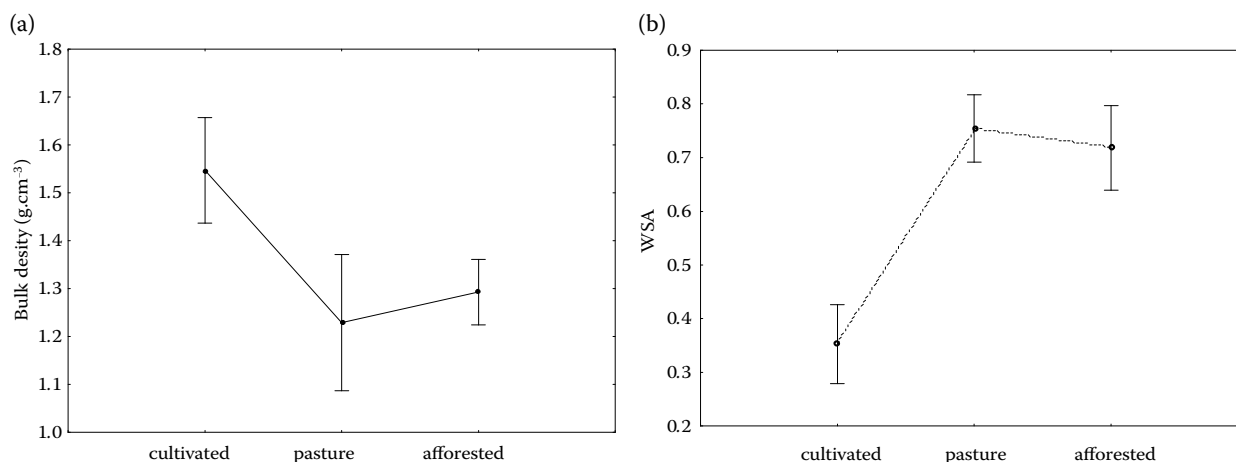 (a)
1.8
1.7
1.6
1.5
1.4
1.3
1.2
1.1
1.0
Bulk desity (g.cm⁻³)
cultivated pasture afforested
(b)
0.9
0.8
0.7
0.6
0.5
0.4
0.3
0.2
WSA
cultivated pasture afforested